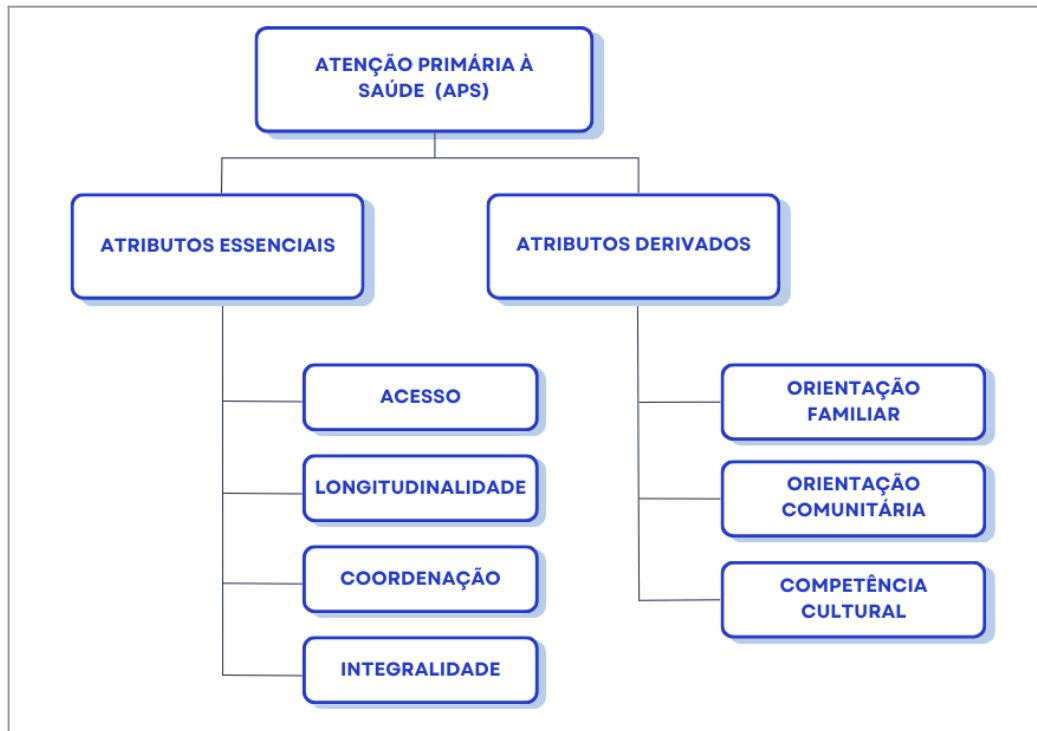 ATENÇÃO PRIMÁRIA À
SAÚDE (APS)
ATRIBUTOS ESSENCIAIS
ATRIBUTOS DERIVADOS
ACESSO
LONGITUDINALIDADE
COORDENAÇÃO
INTEGRALIDADE
ORIENTAÇÃO
FAMILIAR
ORIENTAÇÃO
COMUNITÁRIA
COMPETÊNCIA
CULTURAL